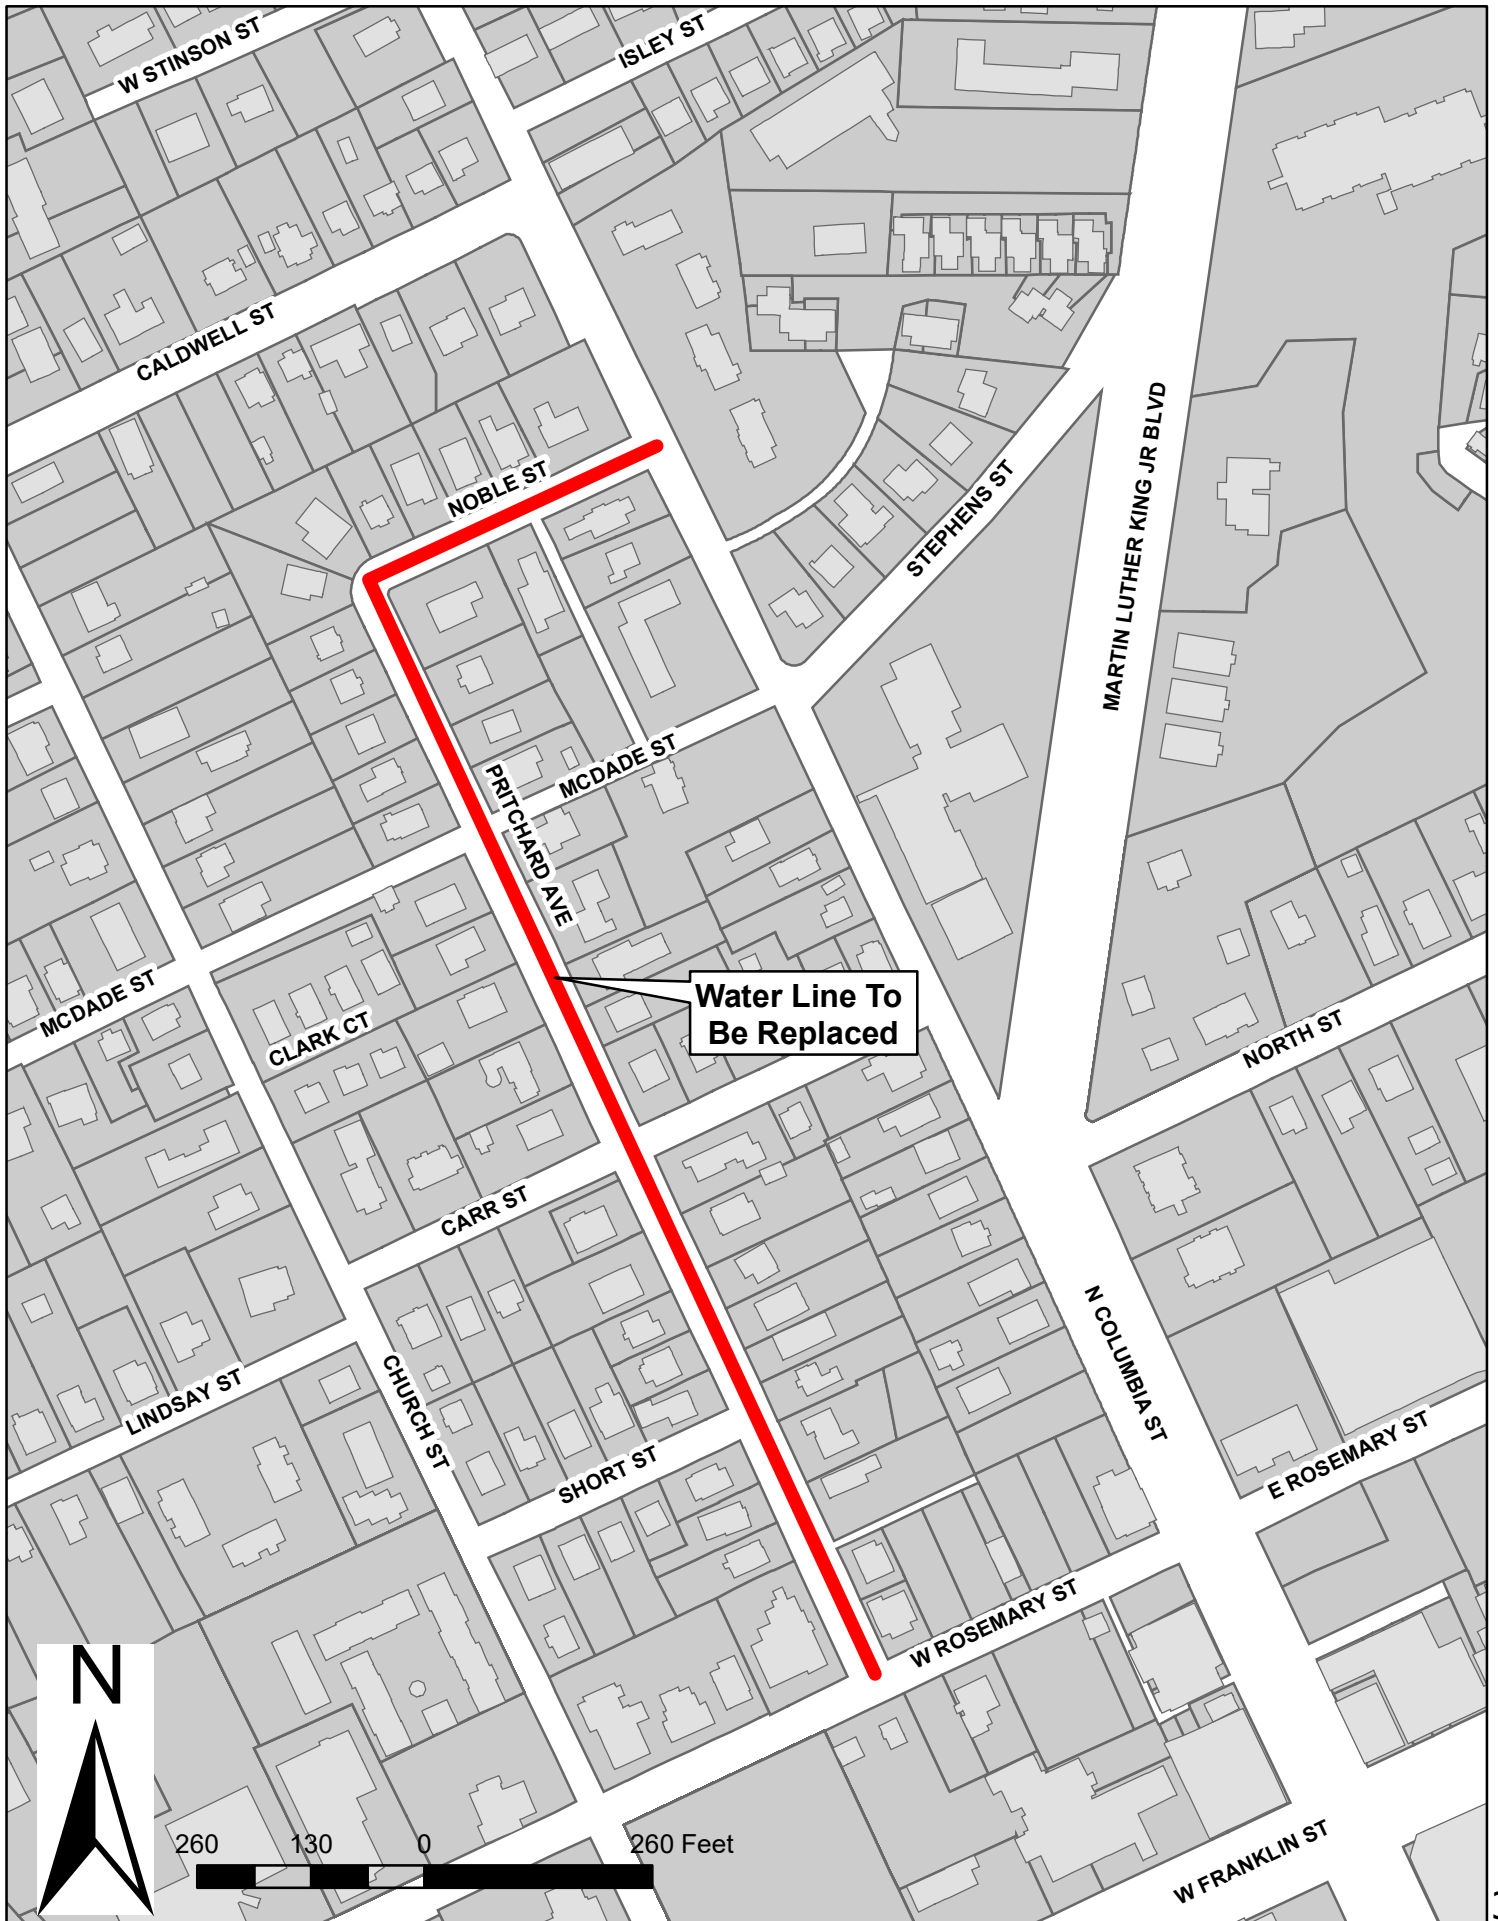 W STINSON ST
ISLEY ST
CALDWELL ST
MARTIN LUTHER KING JR BLVD
NOBLE ST
STEPHENS ST
MCDADE ST
PRITCHARD AVE
MCDADE ST
Water Line To
Be Replaced
CLARK CT
NORTH ST
CARR ST
N COLUMBIA ST
CHURCH ST
LINDSAY ST
SHORT ST
E ROSEMARY ST
W ROSEMARY ST
N
260 130 0 260 Feet
W FRANKLIN ST